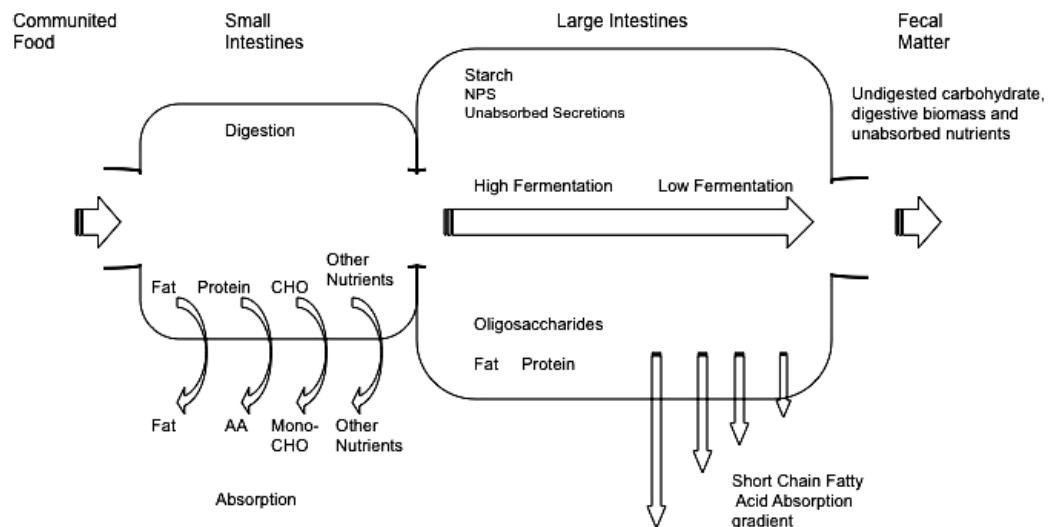 Communited
Food
Small
Intestines
Large Intestines
Fecal
Matter
Starch
NPS
Unabsorbed Secretions
Undigested carbohydrate,
digestive biomass and
unabsorbed nutrients
Digestion
High Fermentation
Low Fermentation
Fat
Protein
CHO
Other
Nutrients
Oligosaccharides
Fat
Protein
Fat
AA
Mono-
CHO
Other
Nutrients
Absorption
Short Chain Fatty
Acid Absorption
gradient